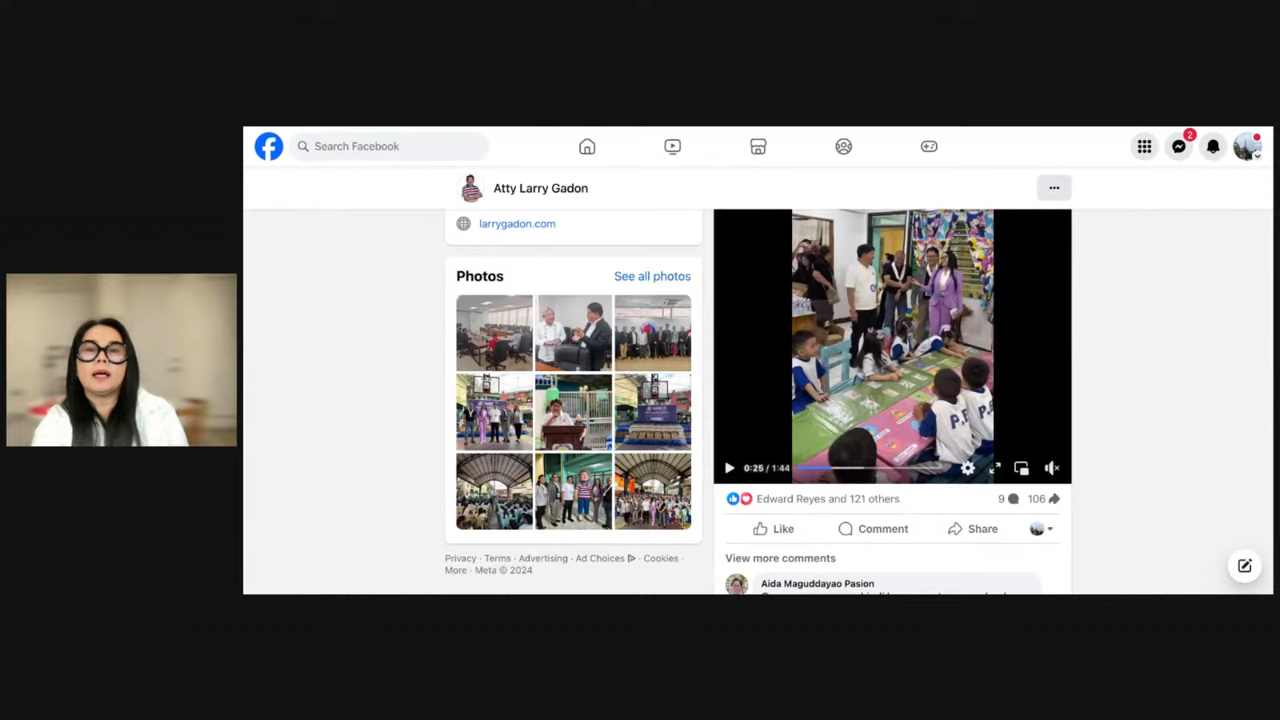 Search Facebook
2
Atty Larry Gadon
larrygadon.com
Photos
See all photos
Privacy · Terms · Advertising · Ad Choices · Cookies ·
More · Meta © 2024
P.E
P.E
0:25 / 1:44
Edward Reyes and 121 others
9
106
Like
Comment
Share
View more comments
Aida Maguddayao Pasion